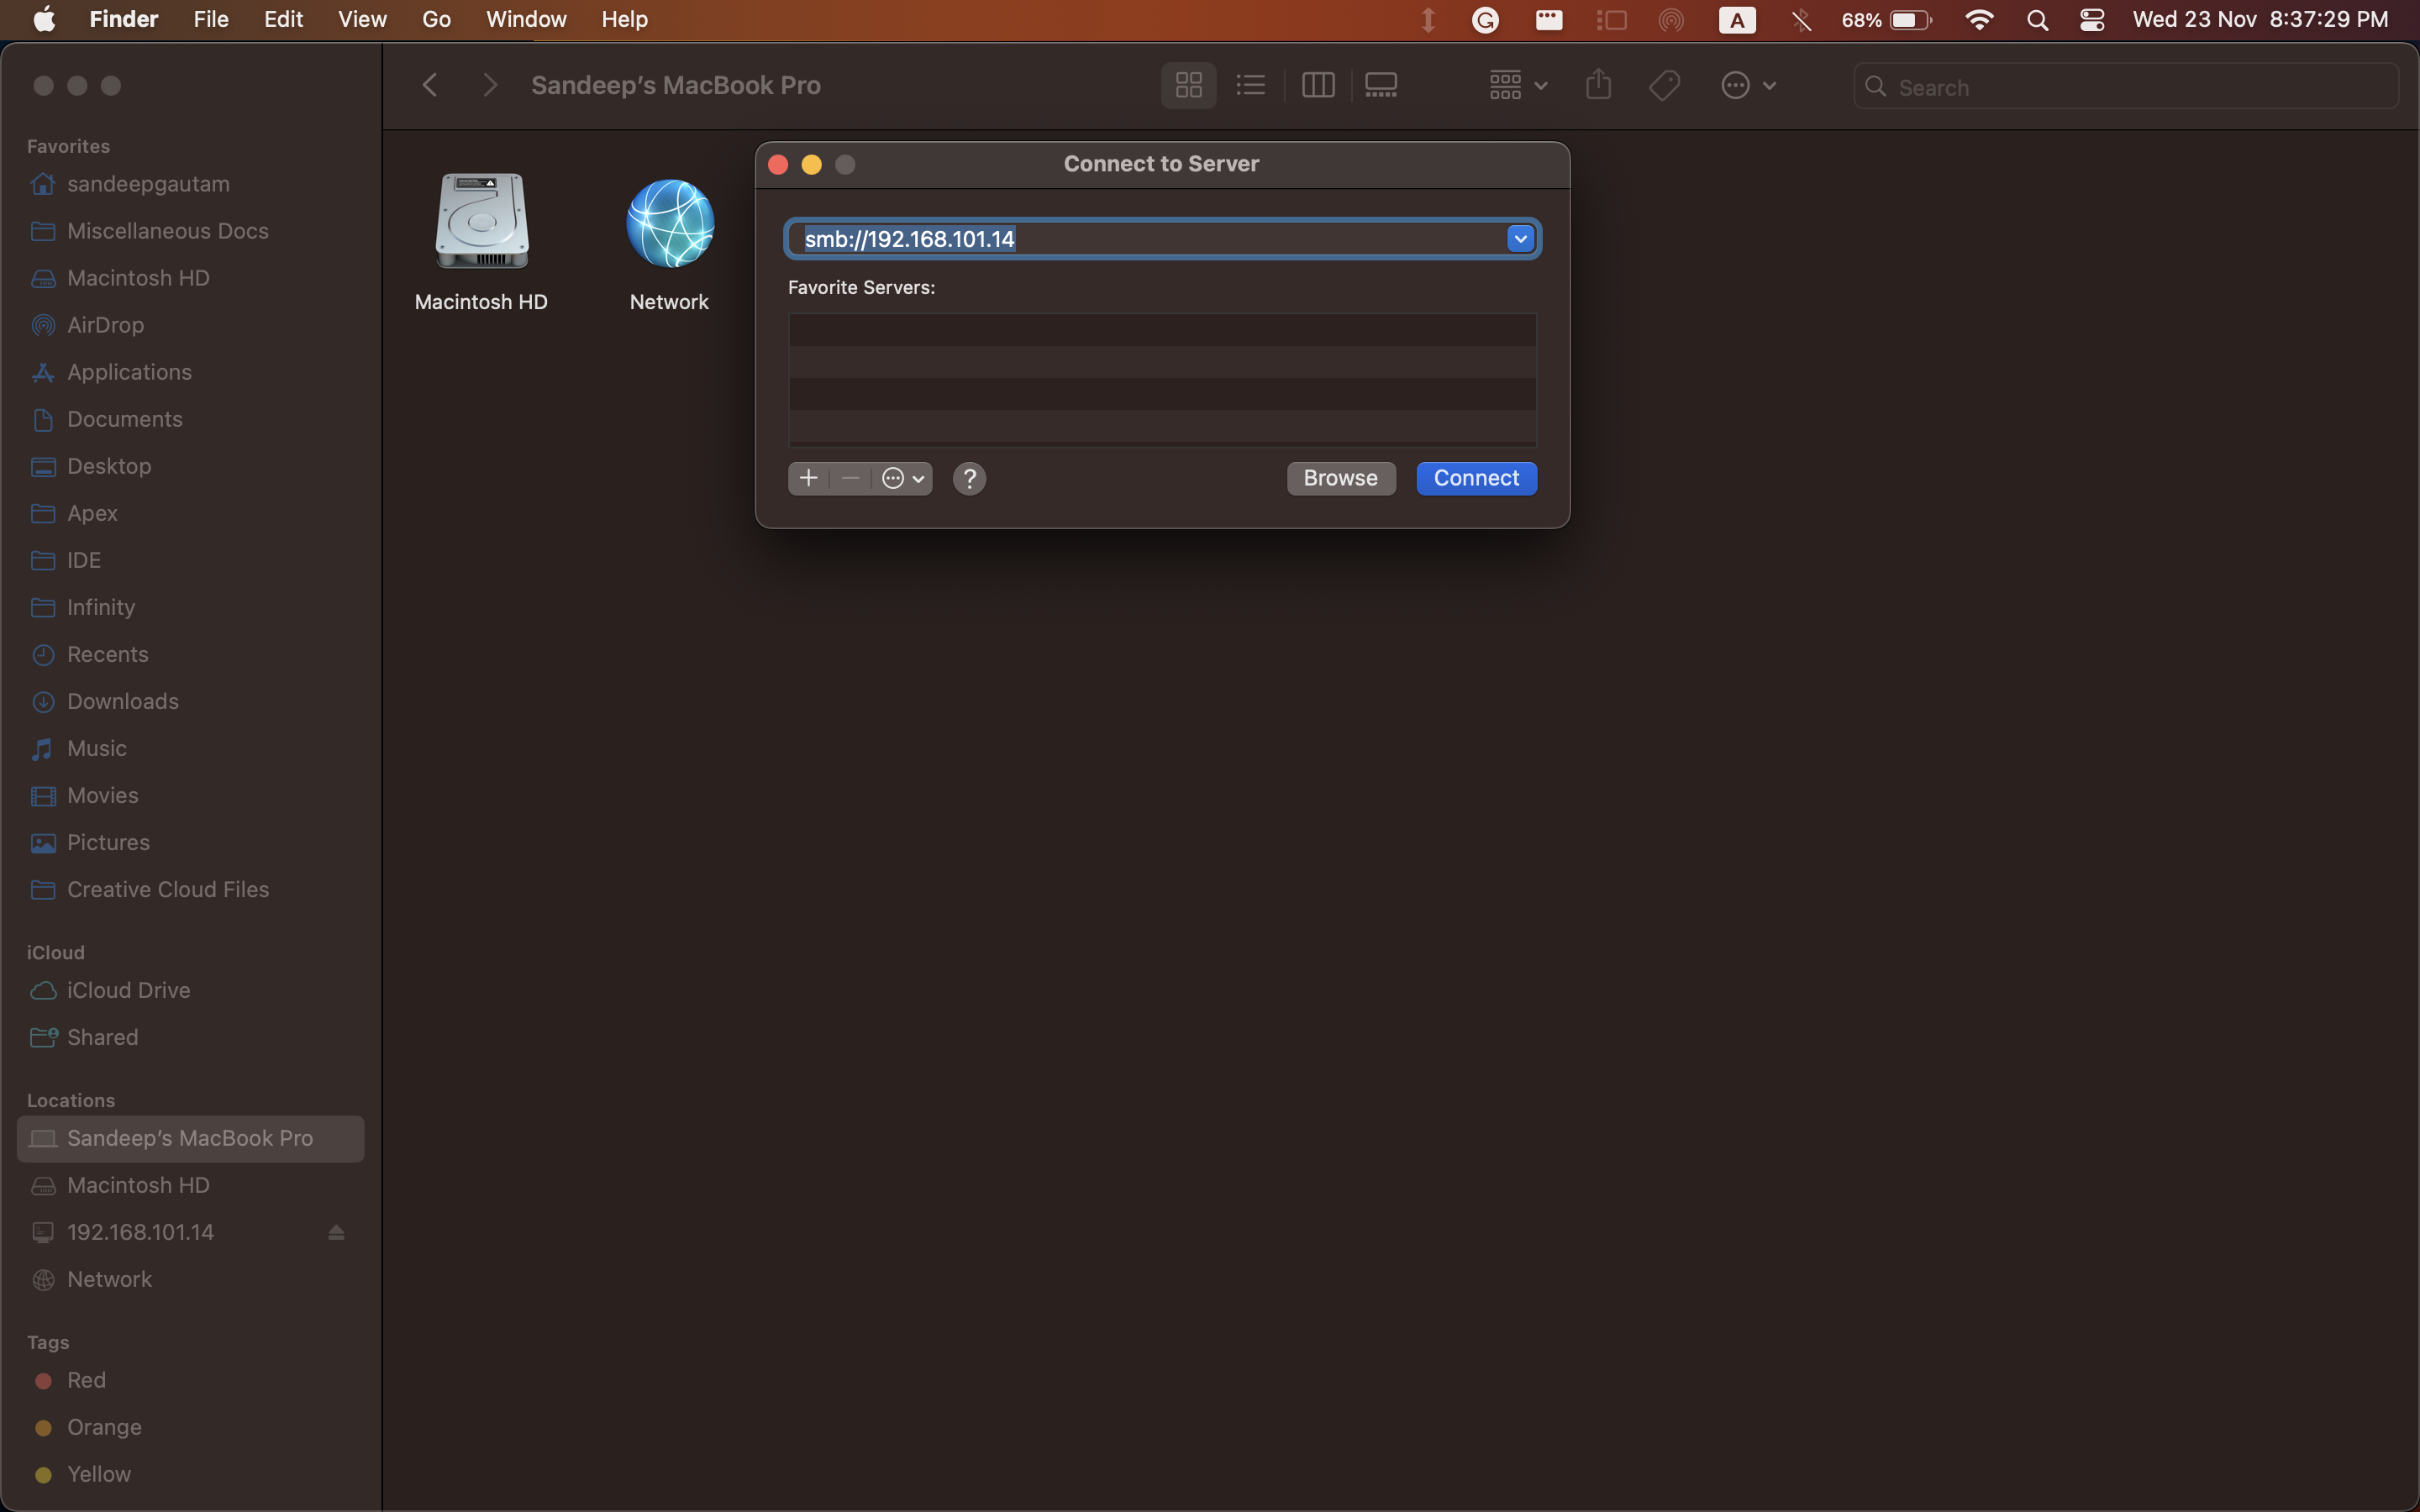 Finder File Edit View Go Window Help A 68% Wed 23 Nov 8:37:29 PM
Sandeep's MacBook Pro
Search
Favorites
sandeepgautam
Miscellaneous Docs
Macintosh HD
AirDrop
Applications
Documents
Desktop
Apex
IDE
Infinity
Recents
Downloads
Music
Movies
Pictures
Creative Cloud Files
iCloud
iCloud Drive
Shared
Locations
Sandeep's MacBook Pro
Macintosh HD
192.168.101.14
Network
Tags
Red
Orange
Yellow
Macintosh HD
Network
Connect to Server
smb://192.168.101.14
Favorite Servers:
? Browse Connect